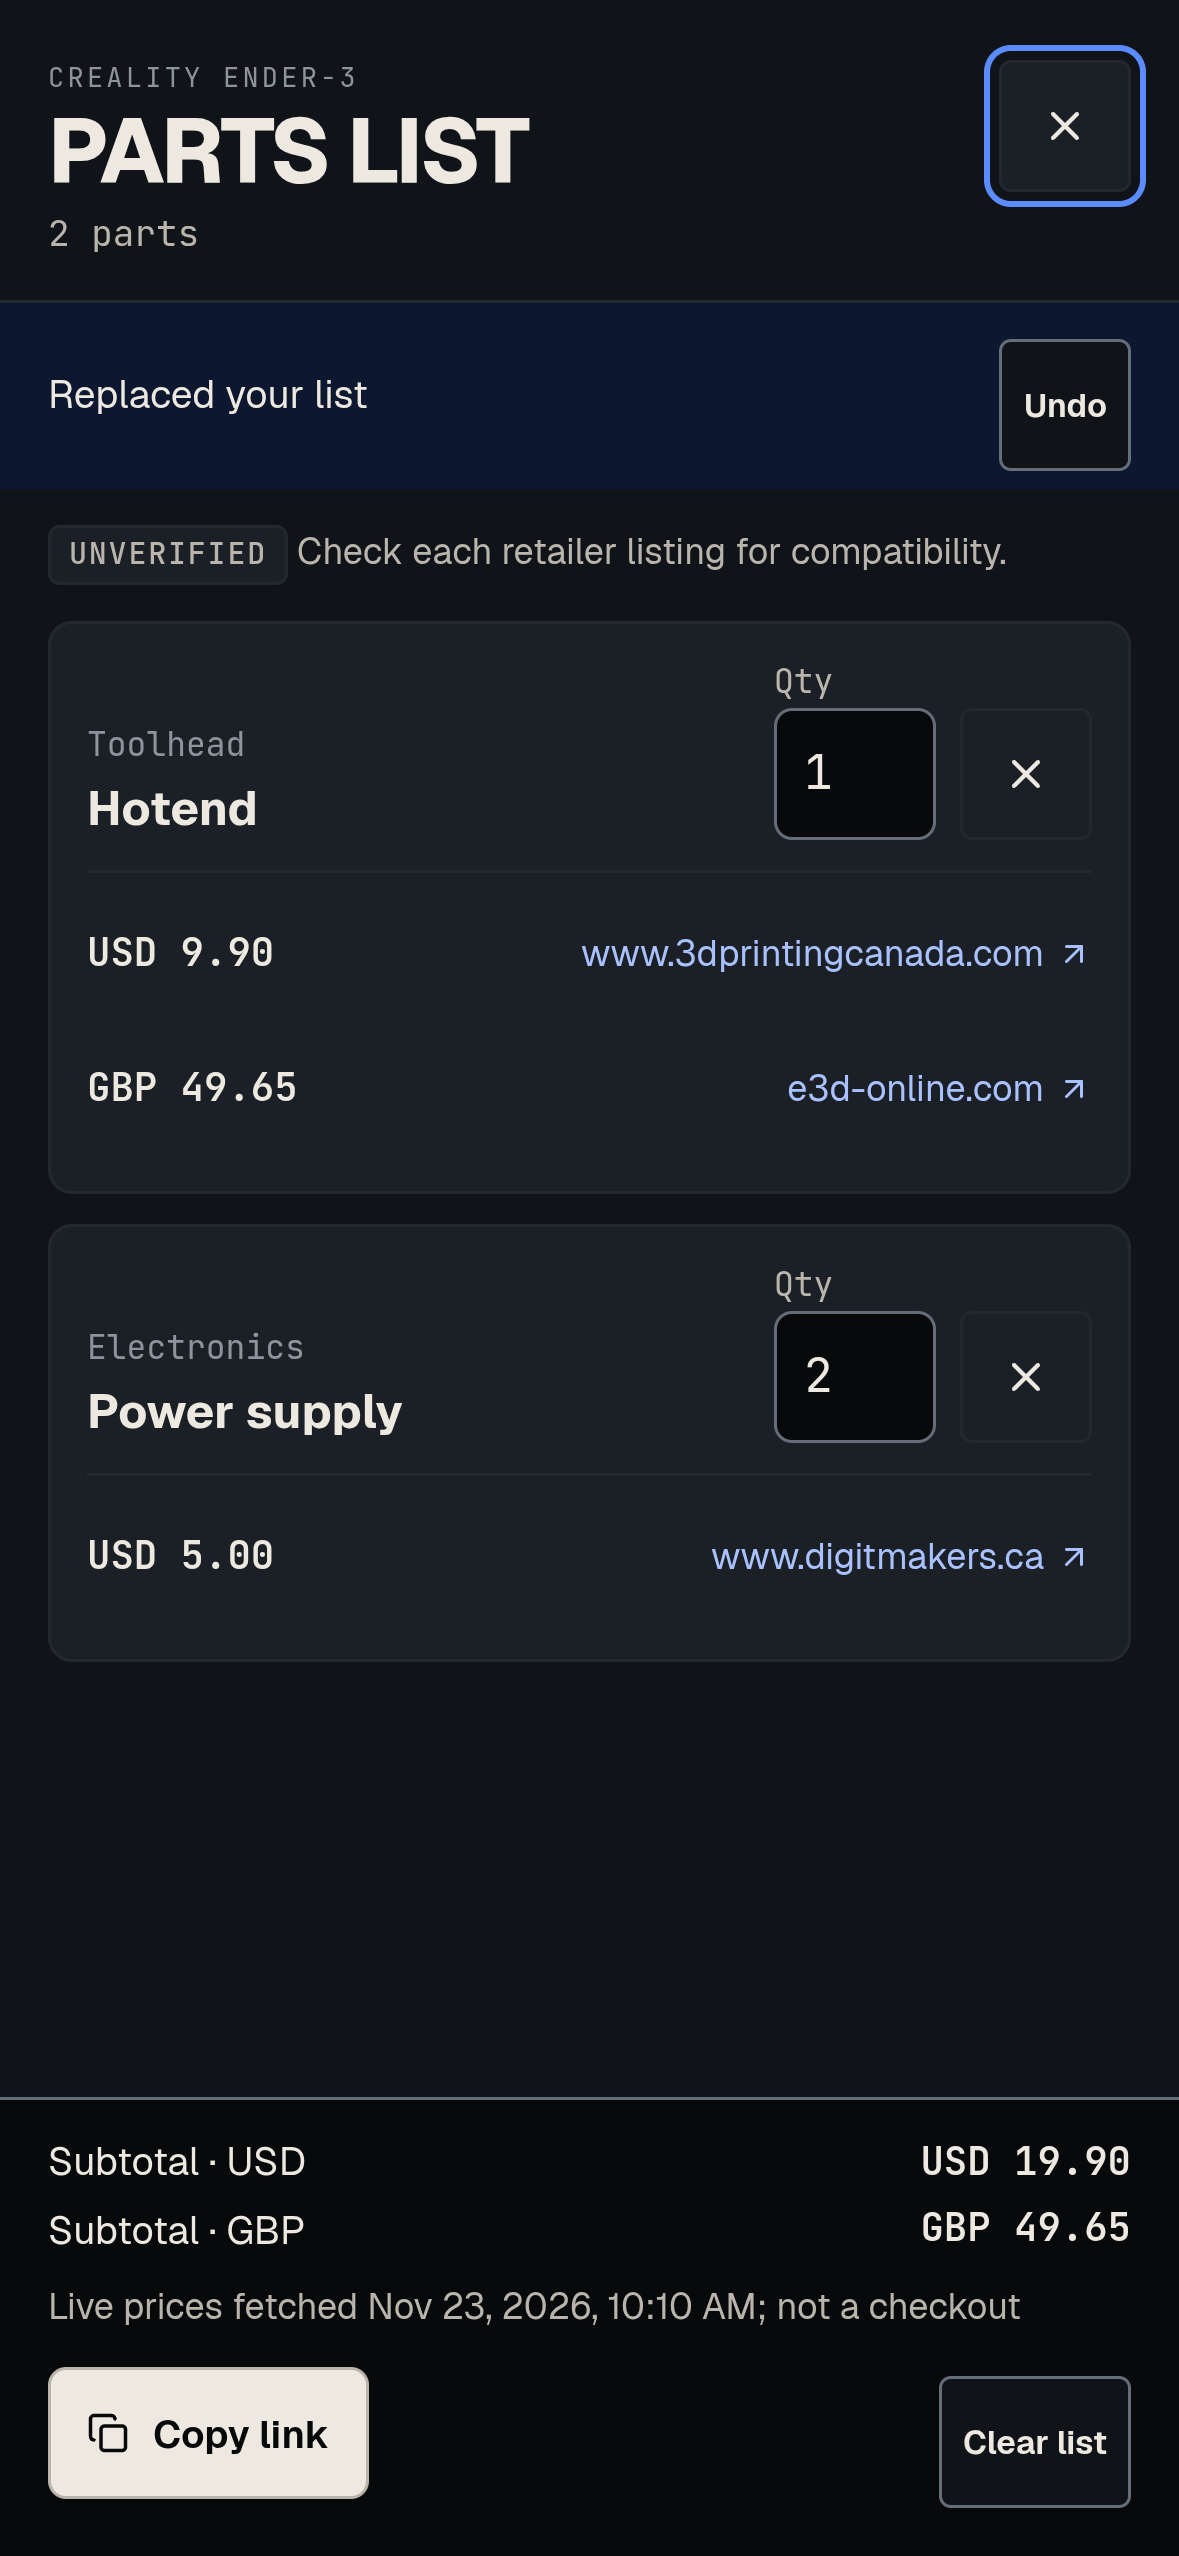 CREALITY ENDER-3
PARTS LIST
2 parts
Replaced your list
Undo
UNVERIFIED Check each retailer listing for compatibility.
Qty
Toolhead
1
Hotend
USD 9.90 www.3dprintingcanada.com
GBP 49.65 e3d-online.com
Qty
Electronics
2
Power supply
USD 5.00 www.digitmakers.ca
Subtotal · USD USD 19.90
Subtotal · GBP GBP 49.65
Live prices fetched Nov 23, 2026, 10:10 AM; not a checkout
Copy link
Clear list